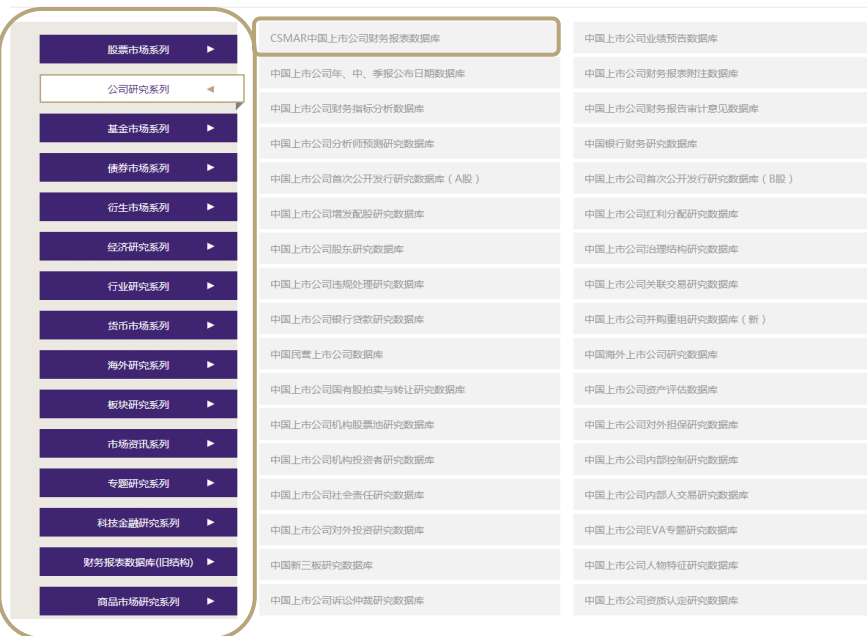 股票市场系列
公司研究系列
基金市场系列
债券市场系列
衍生市场系列
经济研究系列
行业研究系列
货币市场系列
海外研究系列
板块研究系列
市场资讯系列
专题研究系列
科技金融研究系列
财务报表数据库(旧结构)
商品市场研究系列
CSMAR中国上市公司财务报表数据库
中国上市公司业绩预告数据库
中国上市公司年、中、季报公布日期数据库
中国上市公司财务报表附注数据库
中国上市公司财务指标分析数据库
中国上市公司财务报告审计意见数据库
中国上市公司分析师预测研究数据库
中国银行财务研究数据库
中国上市公司首次公开发行研究数据库（A股）
中国上市公司首次公开发行研究数据库（B股）
中国上市公司增发配股研究数据库
中国上市公司红利分配研究数据库
中国上市公司股东研究数据库
中国上市公司治理结构研究数据库
中国上市公司违规处理研究数据库
中国上市公司关联交易研究数据库
中国上市公司银行贷款研究数据库
中国上市公司并购重组研究数据库（新）
中国民营上市公司数据库
中国海外上市公司研究数据库
中国上市公司国有股拍卖与转让研究数据库
中国上市公司资产评估数据库
中国上市公司机构股票池研究数据库
中国上市公司对外担保研究数据库
中国上市公司机构投资者研究数据库
中国上市公司内部控制研究数据库
中国上市公司社会责任研究数据库
中国上市公司内部人交易研究数据库
中国上市公司对外投资研究数据库
中国上市公司EVA专题研究数据库
中国新三板研究数据库
中国上市公司人物特征研究数据库
中国上市公司诉讼仲裁研究数据库
中国上市公司资质认定研究数据库